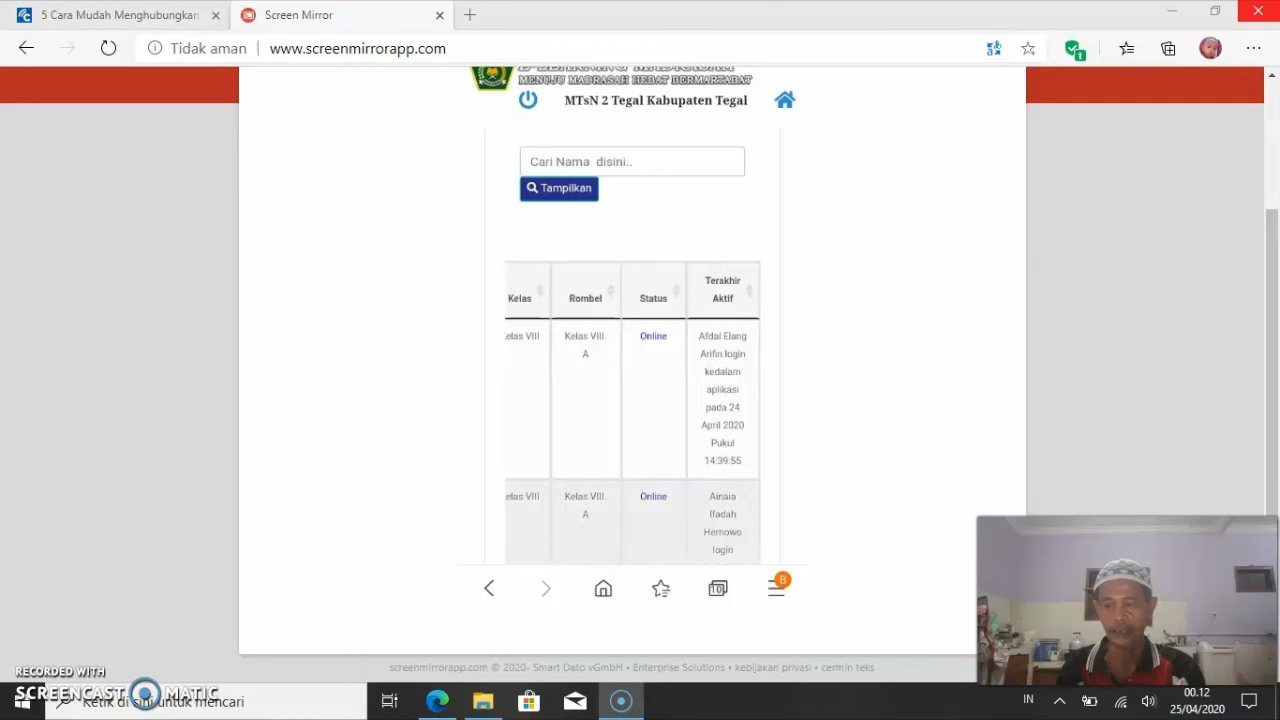 5 Cara Mudah Menghubungkan
Screen Mirror
Tidak aman
www.screenmirrorapp.com
1
MENUJU MADRASAH HEBAT BERMARTABAT
MTsN 2 Tegal Kabupaten Tegal
Cari Nama disini..
Tampilkan
Kelas Rombel Status Terakhir Aktif
elas VIII
Kelas VIII.
A
Online
Afdal Elang
Arifin login
kedalam
aplikasi
pada 24
April 2020
Pukul
14:39:55
elas VIII
Kelas VIII.
A
Online
Ainaia
Ifadah
Hernowo
login
10
B
screenmirrorapp.com © 2020- Smart Dato vGmbH • Enterprise Solutions • kebijakan privasi • cermin teks
RECORDED WITH
SCREENCAST MATIC
Ketik di sini untuk mencari
IN
00.12
25/04/2020